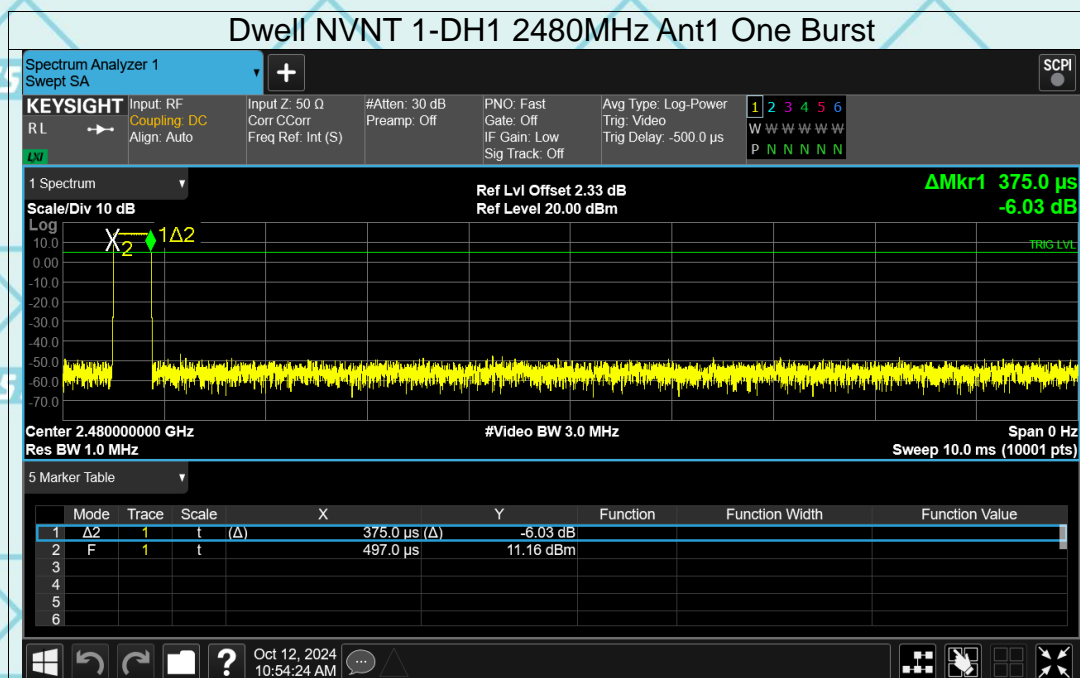 Dwell NVNT 1-DH1 2480MHz Ant1 One Burst
Spectrum Analyzer 1
Swept SA
+
SCPI
KEYSIGHT
R L
LXI
Input: RF
Coupling: DC
Align: Auto
Input Z: 50 Ω
Corr CCorr
Freq Ref: Int (S)
#Atten: 30 dB
Preamp: Off
PNO: Fast
Gate: Off
IF Gain: Low
Sig Track: Off
Avg Type: Log-Power
Trig: Video
Trig Delay: -500.0 µs
1 2 3 4 5 6
W W W W W W
P N N N N N
1 Spectrum
Scale/Div 10 dB
Ref Lvl Offset 2.33 dB
Ref Level 20.00 dBm
ΔMkr1 375.0 µs
-6.03 dB
Log
10.0
0.00
-10.0
-20.0
-30.0
-40.0
-50.0
-60.0
-70.0
X 2
1Δ2
TRIG LVL
Center 2.480000000 GHz
Res BW 1.0 MHz
#Video BW 3.0 MHz
Span 0 Hz
Sweep 10.0 ms (10001 pts)
5 Marker Table
Mode Trace Scale X Y Function Function Width Function Value
1 Δ2 1 t (Δ) 375.0 µs (Δ) -6.03 dB
2 F 1 t 497.0 µs 11.16 dBm
3
4
5
6
?
Oct 12, 2024
10:54:24 AM